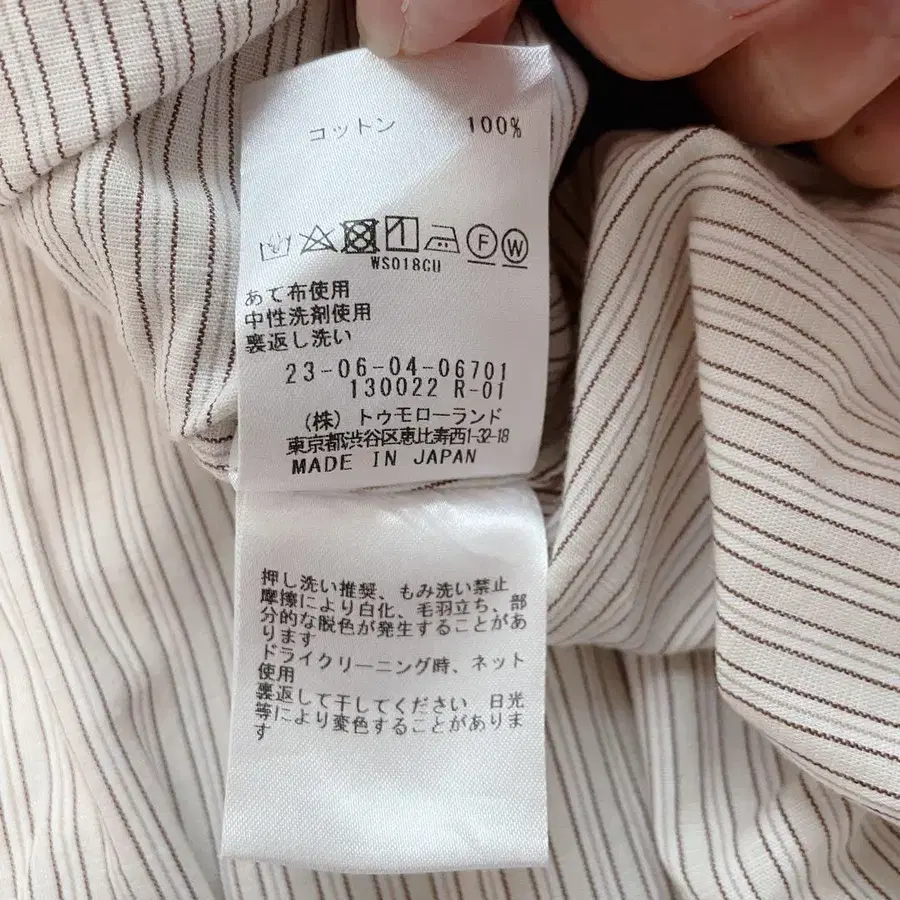 コットン 100%
F W
WS018CU
あて布使用
中性洗剤使用
裏返し洗い
23-06-04-06701
130022 R-01
(株) トゥモローランド
東京都渋谷区恵比寿西1-32-18
MADE IN JAPAN
押し洗い推奨、もみ洗い禁止
摩擦により白化、毛羽立ち、部
分的な脱色が発生することがあ
ります
ドライクリーニング時、ネット
使用
裏返して干してください 日光
等により変色することがありま
す